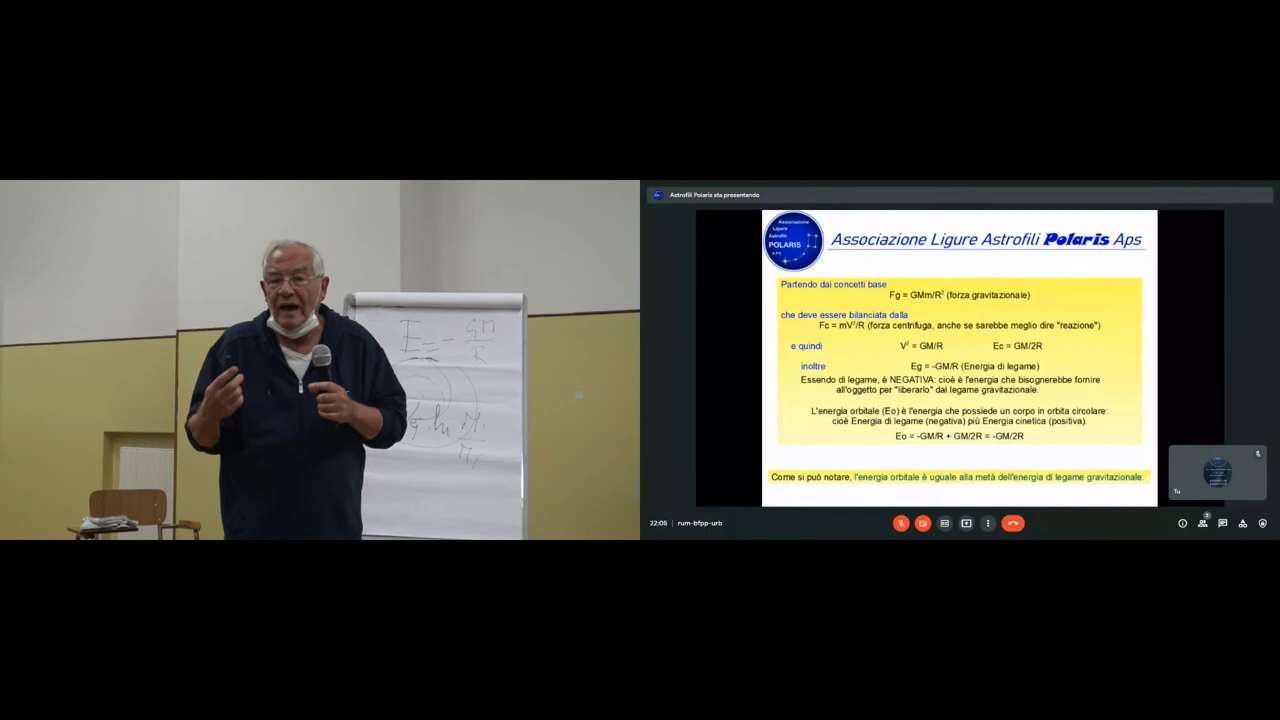 E = - GM
R
Astrofili Polaris sta presentando
Associazione
Ligure
Astrofili
POLARIS
A.P.S.
Associazione Ligure Astrofili Polaris Aps
Partendo dai concetti base
Fg = GMm/R² (forza gravitazionale)
che deve essere bilanciata dalla
Fc = mV²/R (forza centrifuga, anche se sarebbe meglio dire "reazione")
e quindi V² = GM/R Ec = GM/2R
inoltre Eg = -GM/R (Energia di legame)
Essendo di legame, è NEGATIVA: cioè è l'energia che bisognerebbe fornire
all'oggetto per "liberarlo" dal legame gravitazionale.
L'energia orbitale (Eo) è l'energia che possiede un corpo in orbita circolare:
cioè Energia di legame (negativa) più Energia cinetica (positiva).
Eo = -GM/R + GM/2R = -GM/2R
Come si può notare, l'energia orbitale è uguale alla metà dell'energia di legame gravitazionale.
Tu
22:05 | rum-bfpp-urb
3